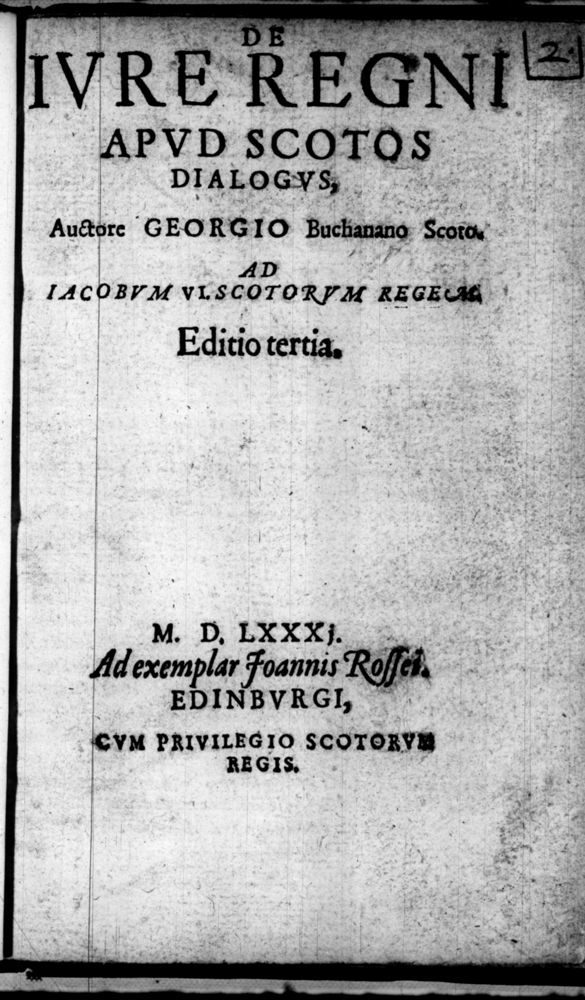 2.
DE
IVRE REGNI
APVD SCOTOS
DIALOGVS,
Auctore GEORGIO Buchanano Scoto.
AD
IACOBVM VI. SCOTORVM REGEM.
Editio tertia.
M. D. LXXXj.
Ad exemplar Joannis Rossei.
EDINBVRGI,
CVM PRIVILEGIO SCOTORVM
REGIS.